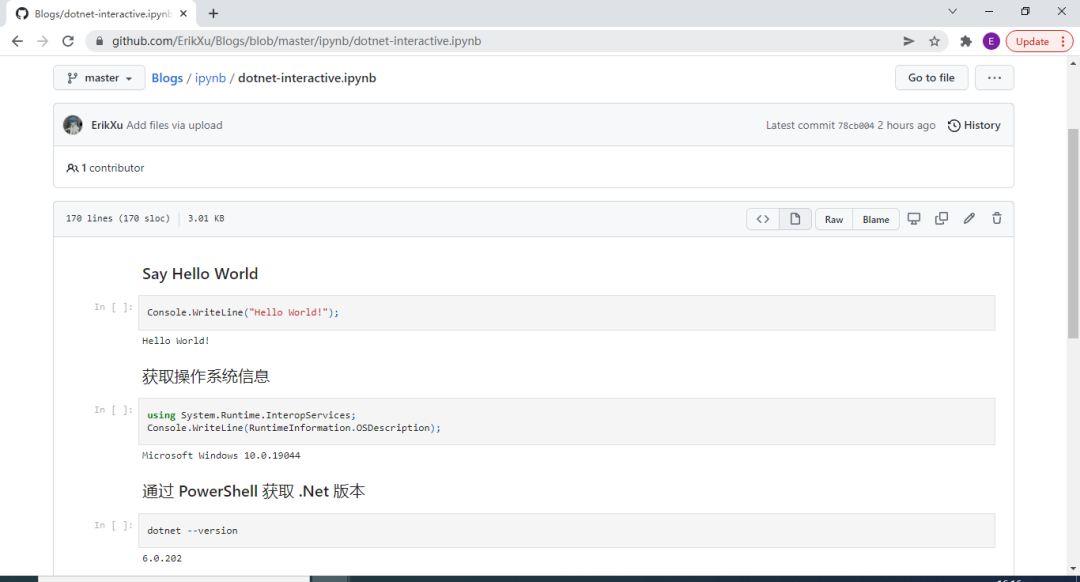 Blogs/dotnet-interactive.ipynb
github.com/ErikXu/Blogs/blob/master/ipynb/dotnet-interactive.ipynb
E
Update
master
Blogs / ipynb / dotnet-interactive.ipynb
Go to file
ErikXu Add files via upload
Latest commit 78cb004 2 hours ago
History
1 contributor
170 lines (170 sloc)
3.01 KB
Raw
Blame
Say Hello World
In [ ]:
Console.WriteLine("Hello World!");
Hello World!
获取操作系统信息
In [ ]:
using System.Runtime.InteropServices;
Console.WriteLine(RuntimeInformation.OSDescription);
Microsoft Windows 10.0.19044
通过 PowerShell 获取 .Net 版本
In [ ]:
dotnet --version
6.0.202